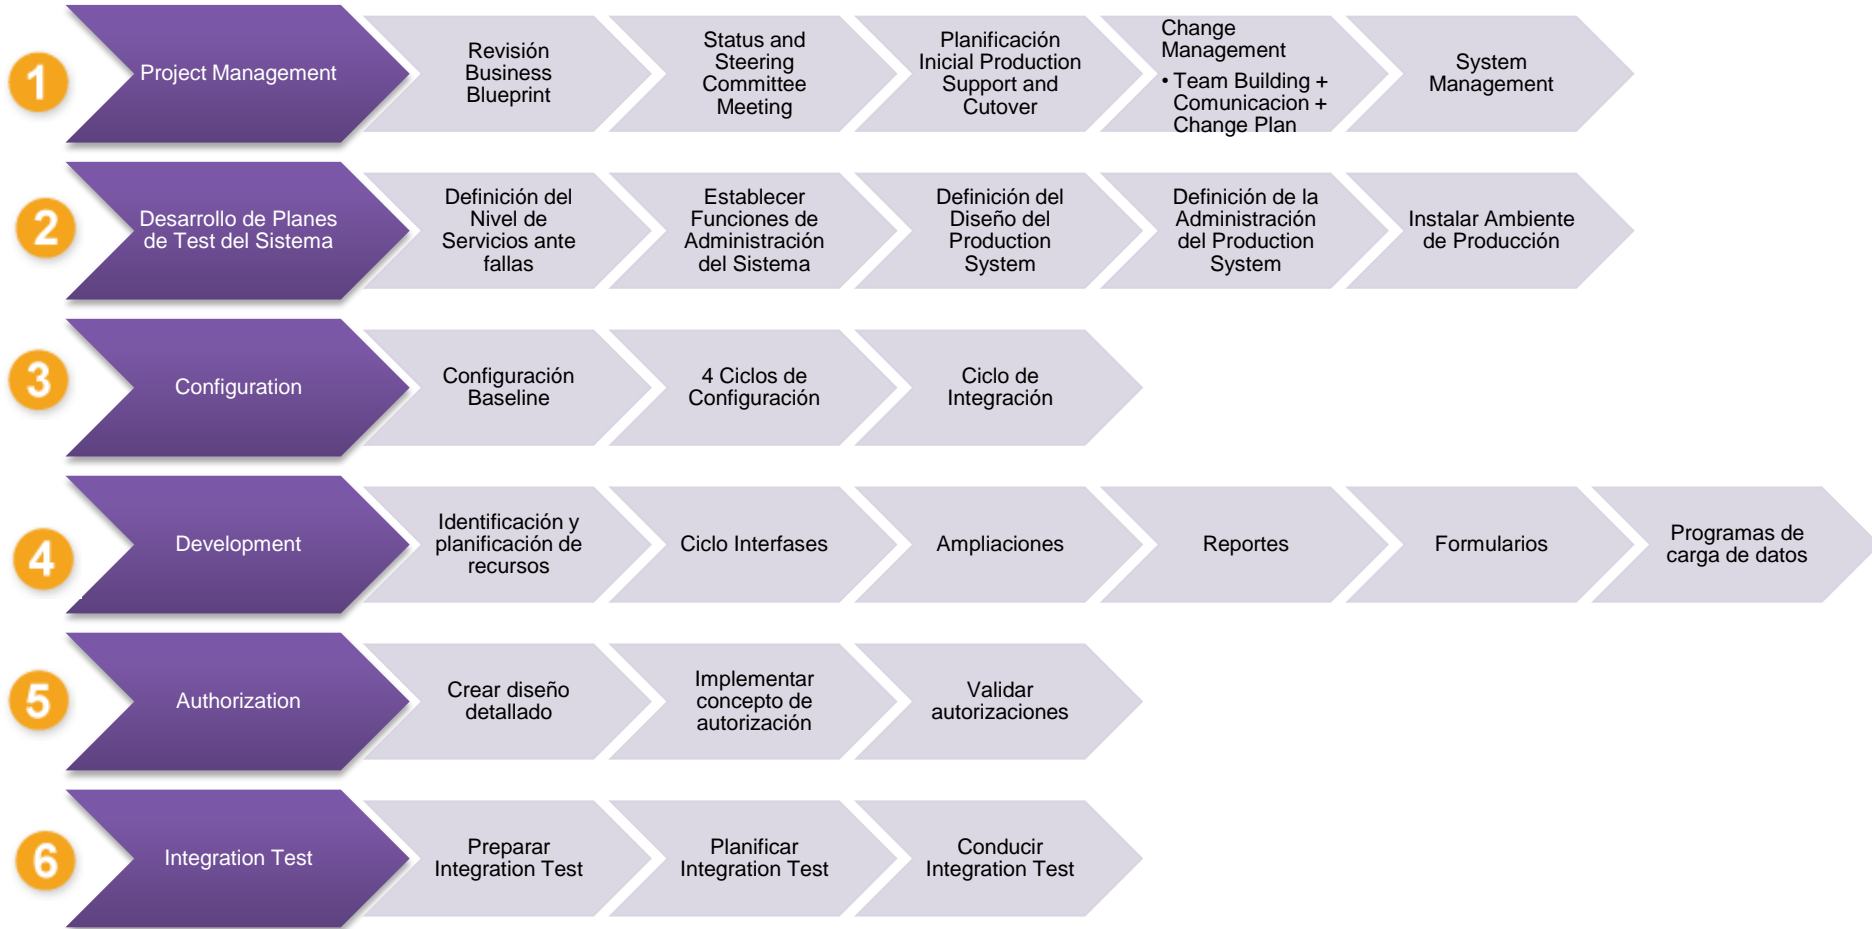 1
Project Management
Revisión
Business
Blueprint
Status and
Steering
Committee
Meeting
Planificación
Inicial Production
Support and
Cutover
Change
Management
• Team Building +
Comunicacion +
Change Plan
System
Management
2
Desarrollo de Planes
de Test del Sistema
Definición del
Nivel de
Servicios ante
fallas
Establecer
Funciones de
Administración
del Sistema
Definición del
Diseño del
Production
System
Definición de la
Administración
del Production
System
Instalar Ambiente
de Producción
3
Configuration
Configuración
Baseline
4 Ciclos de
Configuración
Ciclo de
Integración
4
Development
Identificación y
planificación de
recursos
Ciclo Interfases
Ampliaciones
Reportes
Formularios
Programas de
carga de datos
5
Authorization
Crear diseño
detallado
Implementar
concepto de
autorización
Validar
autorizaciones
6
Integration Test
Preparar
Integration Test
Planificar
Integration Test
Conducir
Integration Test